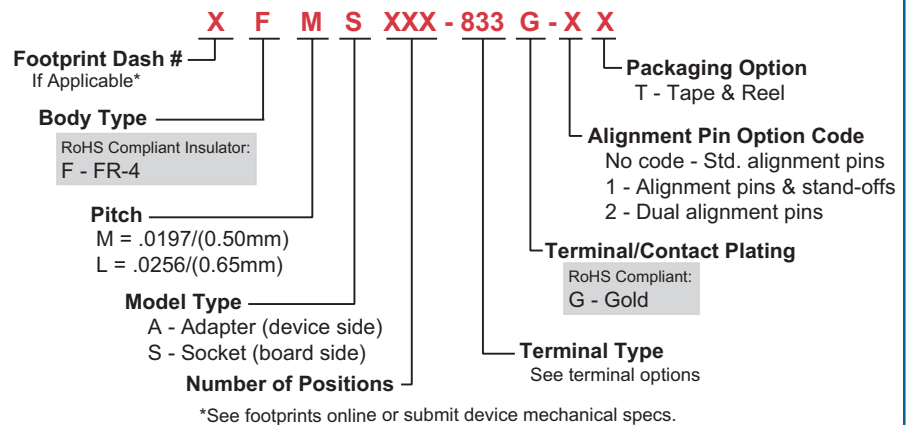 X F M S XXX - 833 G - X X
Footprint Dash #
If Applicable*
Packaging Option
T - Tape & Reel
Body Type
RoHS Compliant Insulator:
F - FR-4
Alignment Pin Option Code
No code - Std. alignment pins
1 - Alignment pins & stand-offs
2 - Dual alignment pins
Pitch
M = .0197/(0.50mm)
L = .0256/(0.65mm)
Terminal/Contact Plating
RoHS Compliant:
G - Gold
Model Type
A - Adapter (device side)
S - Socket (board side)
Terminal Type
See terminal options
Number of Positions
*See footprints online or submit device mechanical specs.